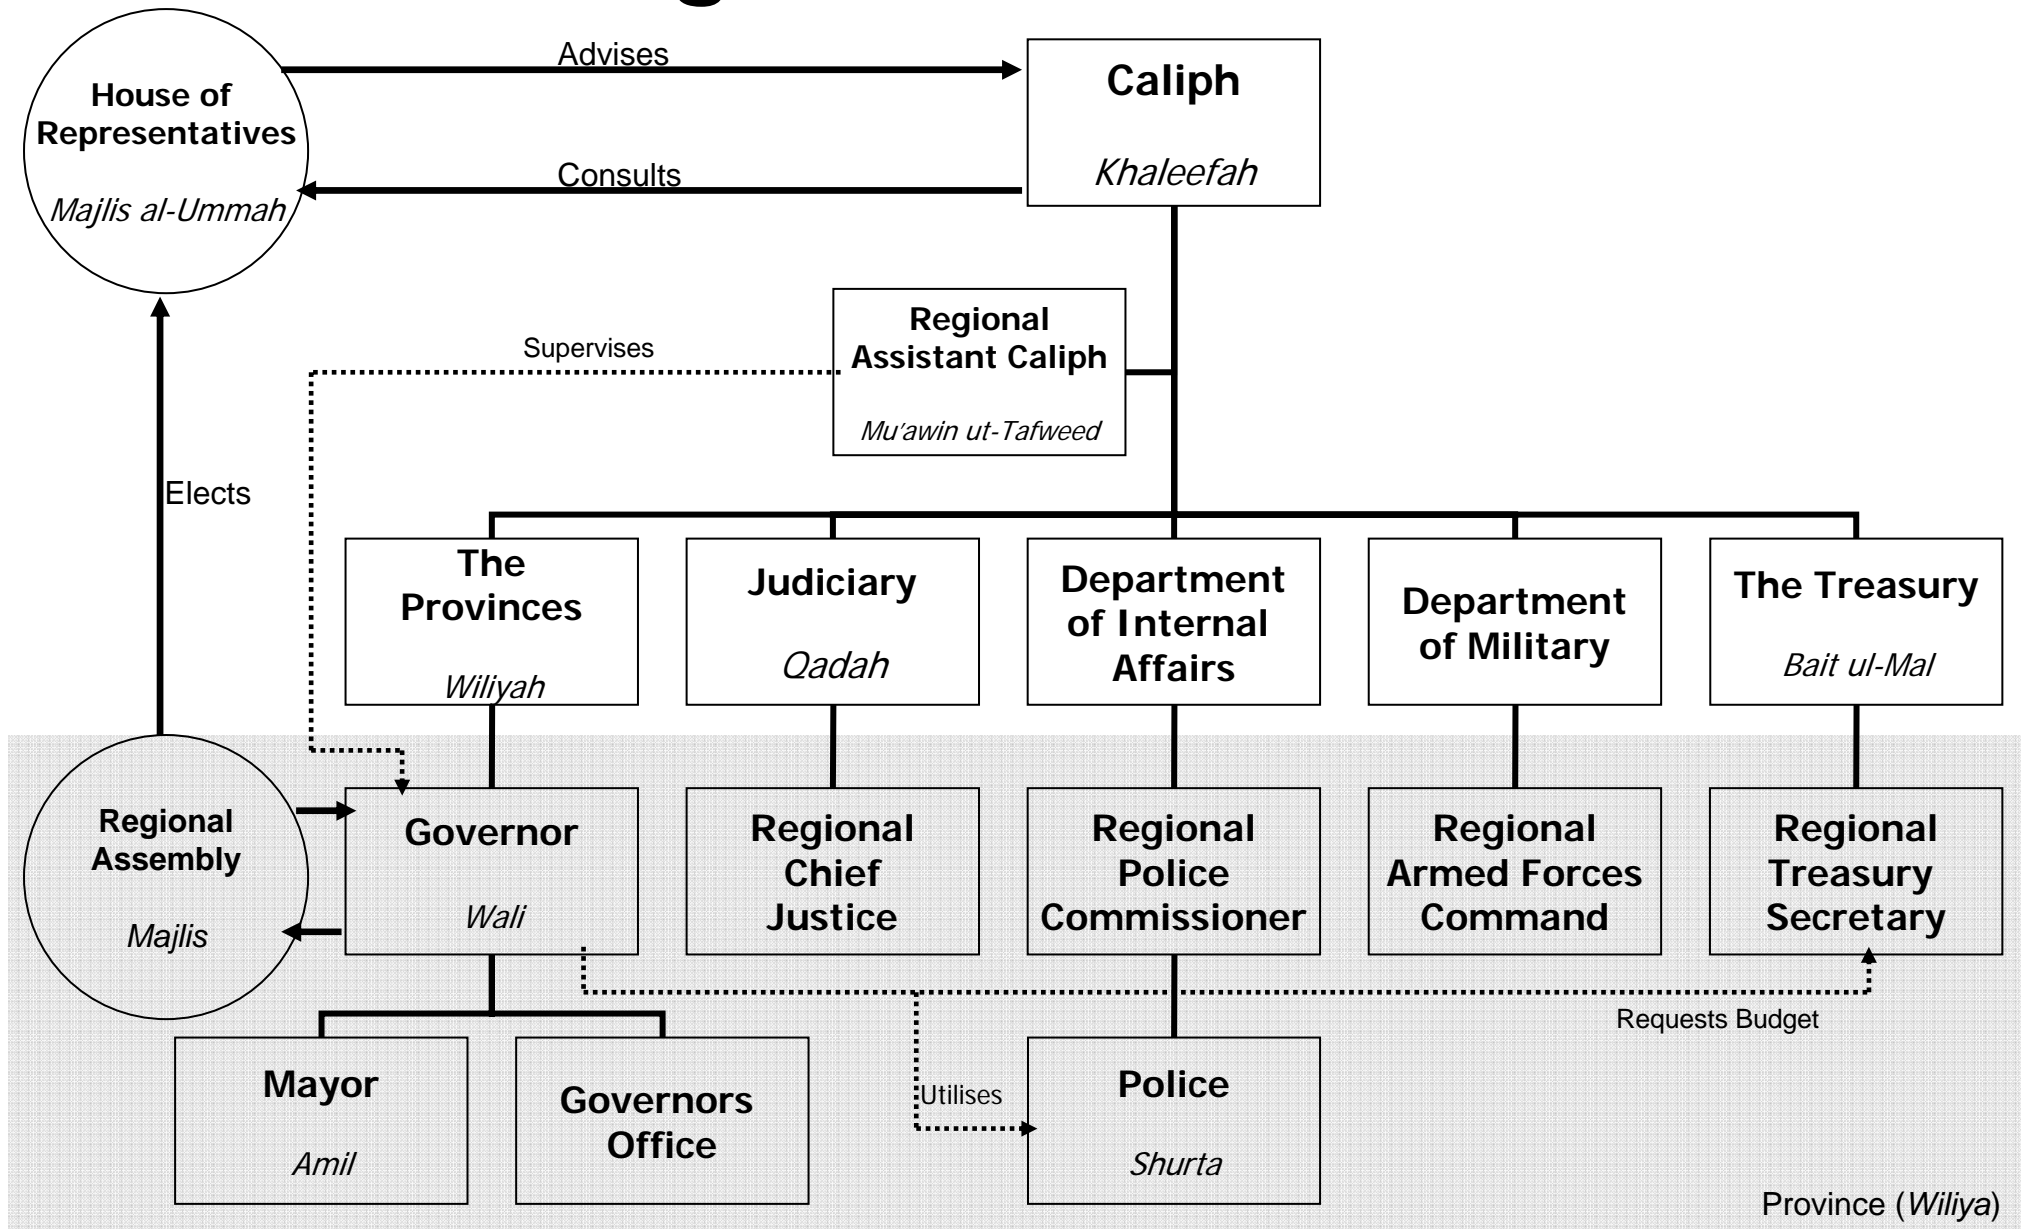 Advises
House of
Representatives
Majlis al-Ummah
Caliph
Khaleefah
Consults
Regional
Assistant Caliph
Mu'awin ut-Tafweed
Supervises
Elects
The
Provinces
Wiliyah
Judiciary
Qadah
Department
of Internal
Affairs
Department
of Military
The Treasury
Bait ul-Mal
Regional
Assembly
Majlis
Governor
Wali
Regional
Chief
Justice
Regional
Police
Commissioner
Regional
Armed Forces
Command
Regional
Treasury
Secretary
Requests Budget
Mayor
Amil
Governors
Office
Utilises
Police
Shurta
Province (Wiliya)